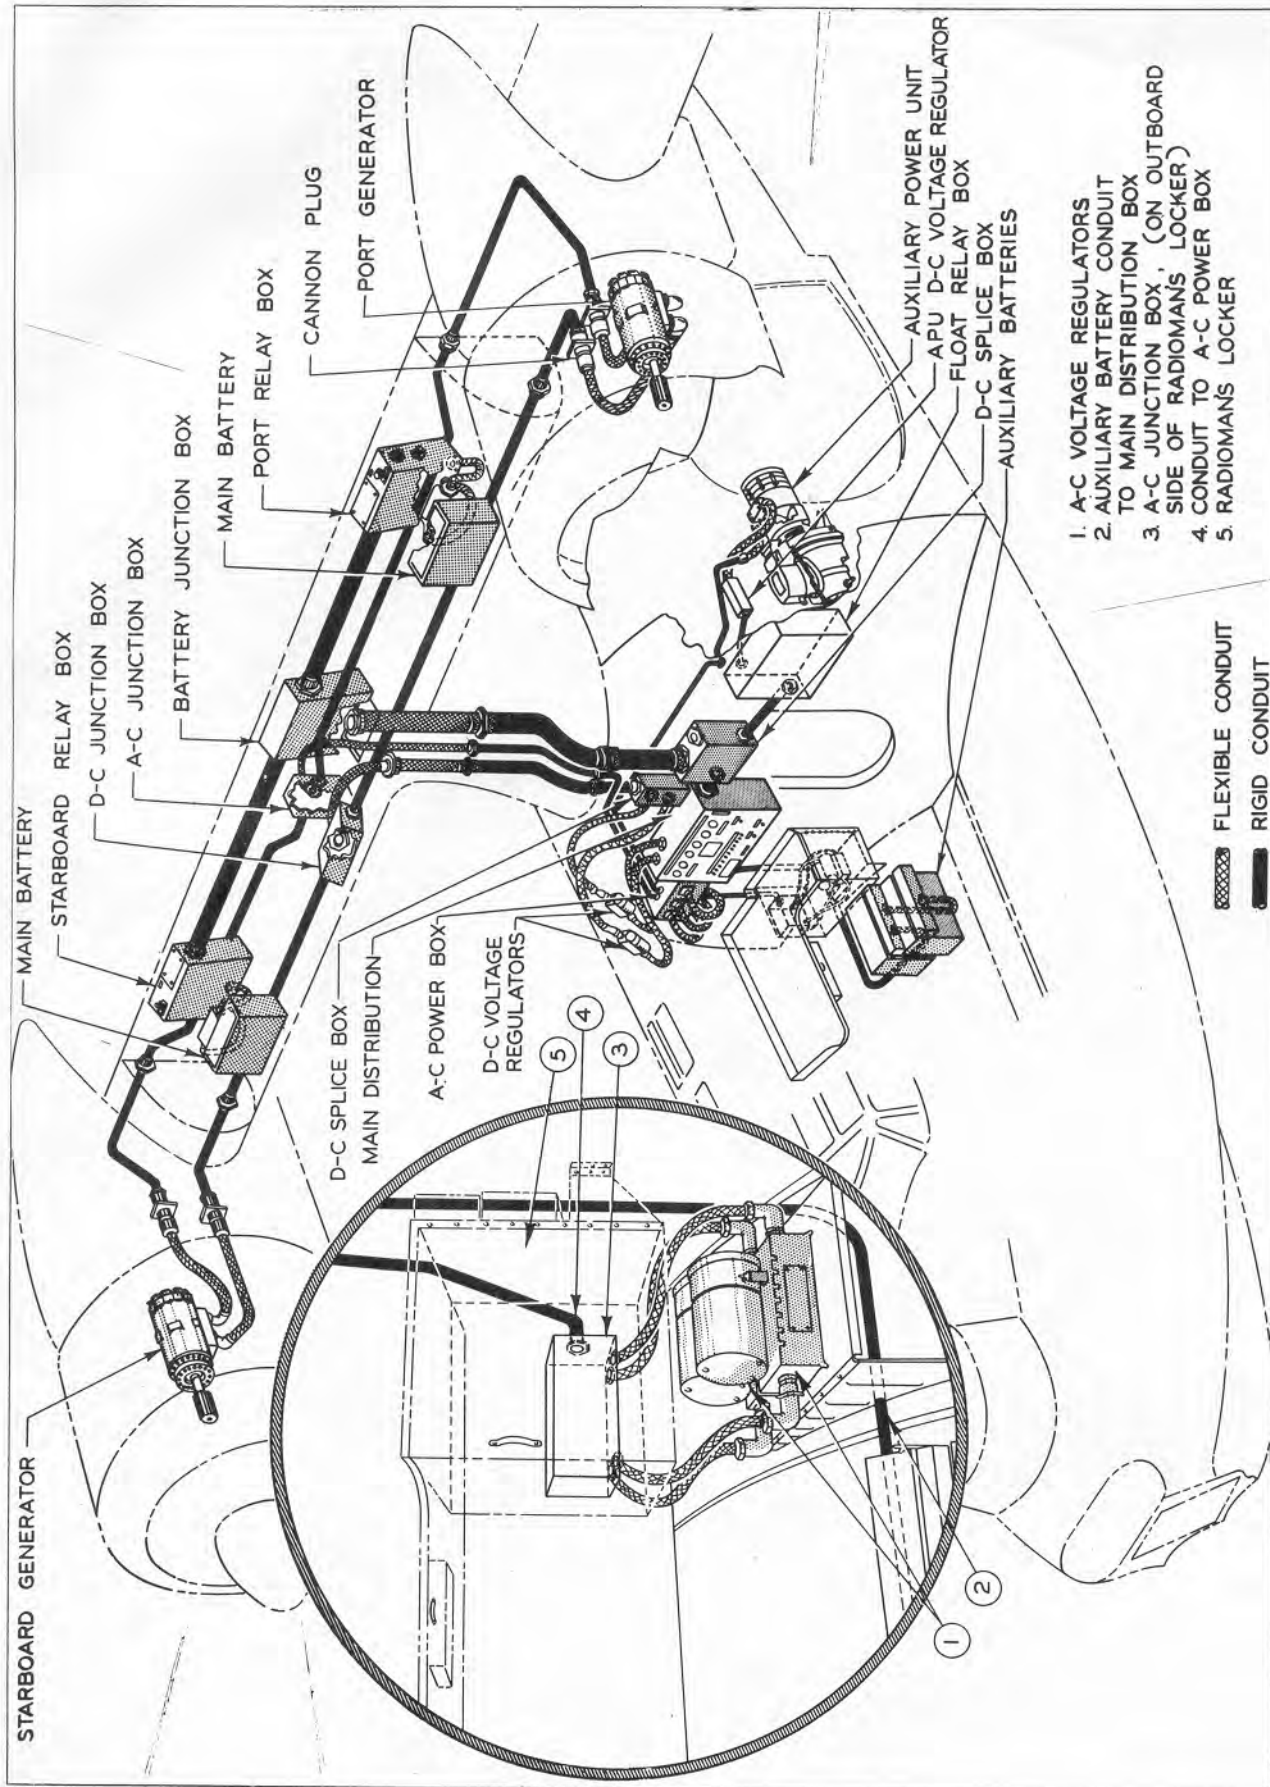 STARBOARD GENERATOR
MAIN BATTERY
STARBOARD RELAY BOX
D-C JUNCTION BOX
A-C JUNCTION BOX
BATTERY JUNCTION BOX
MAIN BATTERY
PORT RELAY BOX
CANNON PLUG
PORT GENERATOR
D-C SPLICE BOX
MAIN DISTRIBUTION
A-C POWER BOX
D-C VOLTAGE
REGULATORS
5
4
3
2
1
AUXILIARY POWER UNIT
APU D-C VOLTAGE REGULATOR
FLOAT RELAY BOX
D-C SPLICE BOX
AUXILIARY BATTERIES
1. A-C VOLTAGE REGULATORS
2. AUXILIARY BATTERY CONDUIT
TO MAIN DISTRIBUTION BOX
3. A-C JUNCTION BOX, (ON OUTBOARD
SIDE OF RADIOMANS LOCKER)
4. CONDUIT TO A-C POWER BOX
5. RADIOMANS LOCKER
FLEXIBLE CONDUIT
RIGID CONDUIT